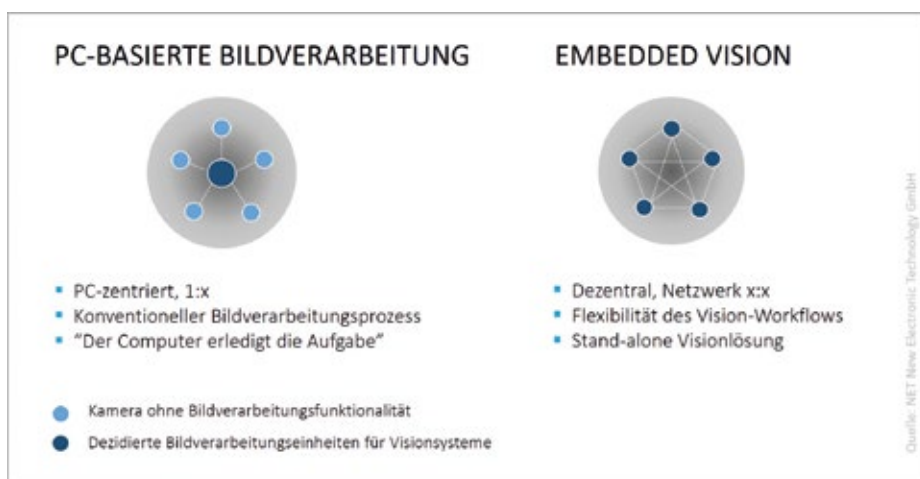 PC-BASIERTE BILDVERARBEITUNG
PC-zentriert, 1:x
Konventioneller Bildverarbeitungsprozess
"Der Computer erledigt die Aufgabe"
EMBEDDED VISION
Dezentral, Netzwerk x:x
Flexibilität des Vision-Workflows
Stand-alone Visionlösung
Kamera ohne Bildverarbeitungsfunktionalität
Dezidierte Bildverarbeitungseinheiten für Visionsysteme
Quelle: NET New Electronic Technology GmbH